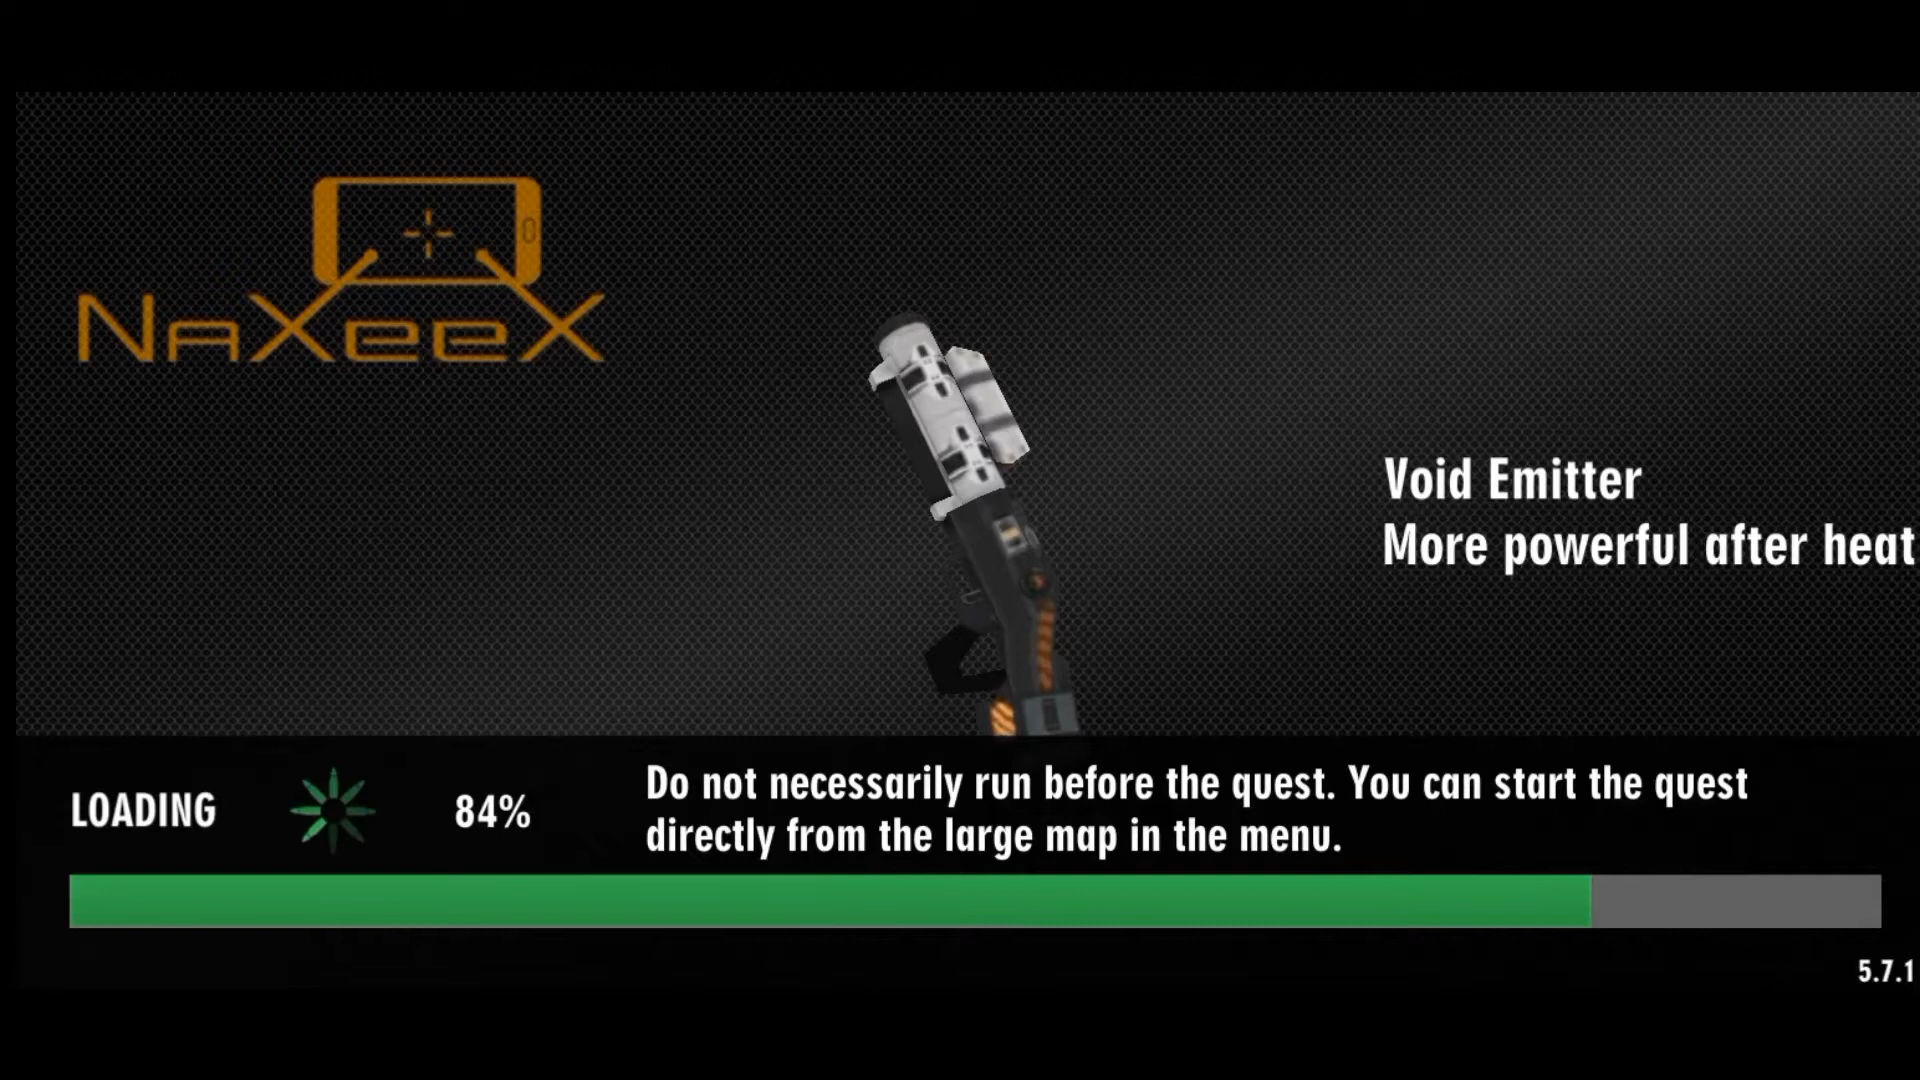 NaXeeX
Void Emitter
More powerful after heat
LOADING
84%
Do not necessarily run before the quest. You can start the quest
directly from the large map in the menu.
5.7.1